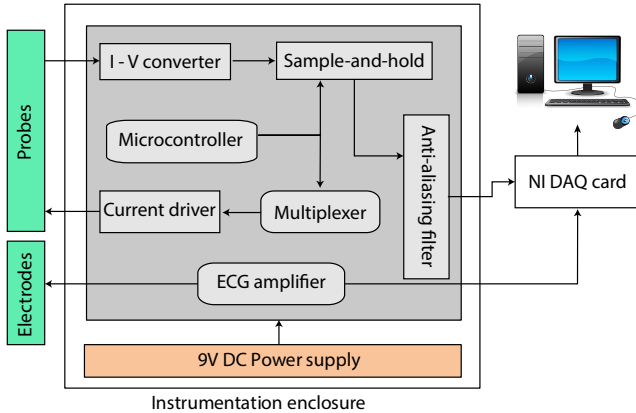 Probes
I - V converter
Sample-and-hold
Microcontroller
Anti-aliasing filter
NI DAQ card
Current driver
Multiplexer
Electrodes
ECG amplifier
9V DC Power supply
Instrumentation enclosure